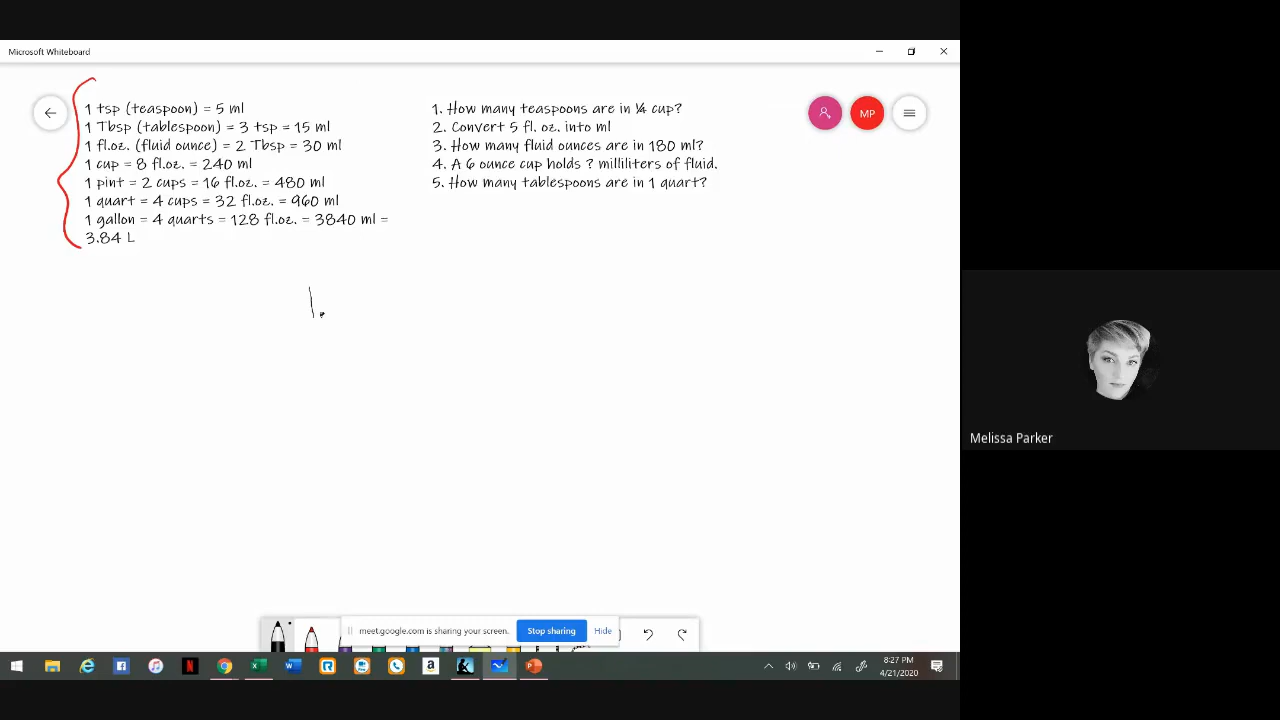 Microsoft Whiteboard
1 tsp (teaspoon) = 5 ml
1 Tbsp (tablespoon) = 3 tsp = 15 ml
1 fl.oz. (fluid ounce) = 2 Tbsp = 30 ml
1 cup = 8 fl.oz. = 240 ml
1 pint = 2 cups = 16 fl.oz. = 480 ml
1 quart = 4 cups = 32 fl.oz. = 960 ml
1 gallon = 4 quarts = 128 fl.oz. = 3840 ml =
3.84 L
1. How many teaspoons are in ¼ cup?
2. Convert 5 fl. oz. into ml
3. How many fluid ounces are in 180 ml?
4. A 6 ounce cup holds ? milliliters of fluid.
5. How many tablespoons are in 1 quart?
MP
1.
Melissa Parker
meet.google.com is sharing your screen.
Stop sharing
Hide
8:27 PM
4/21/2020